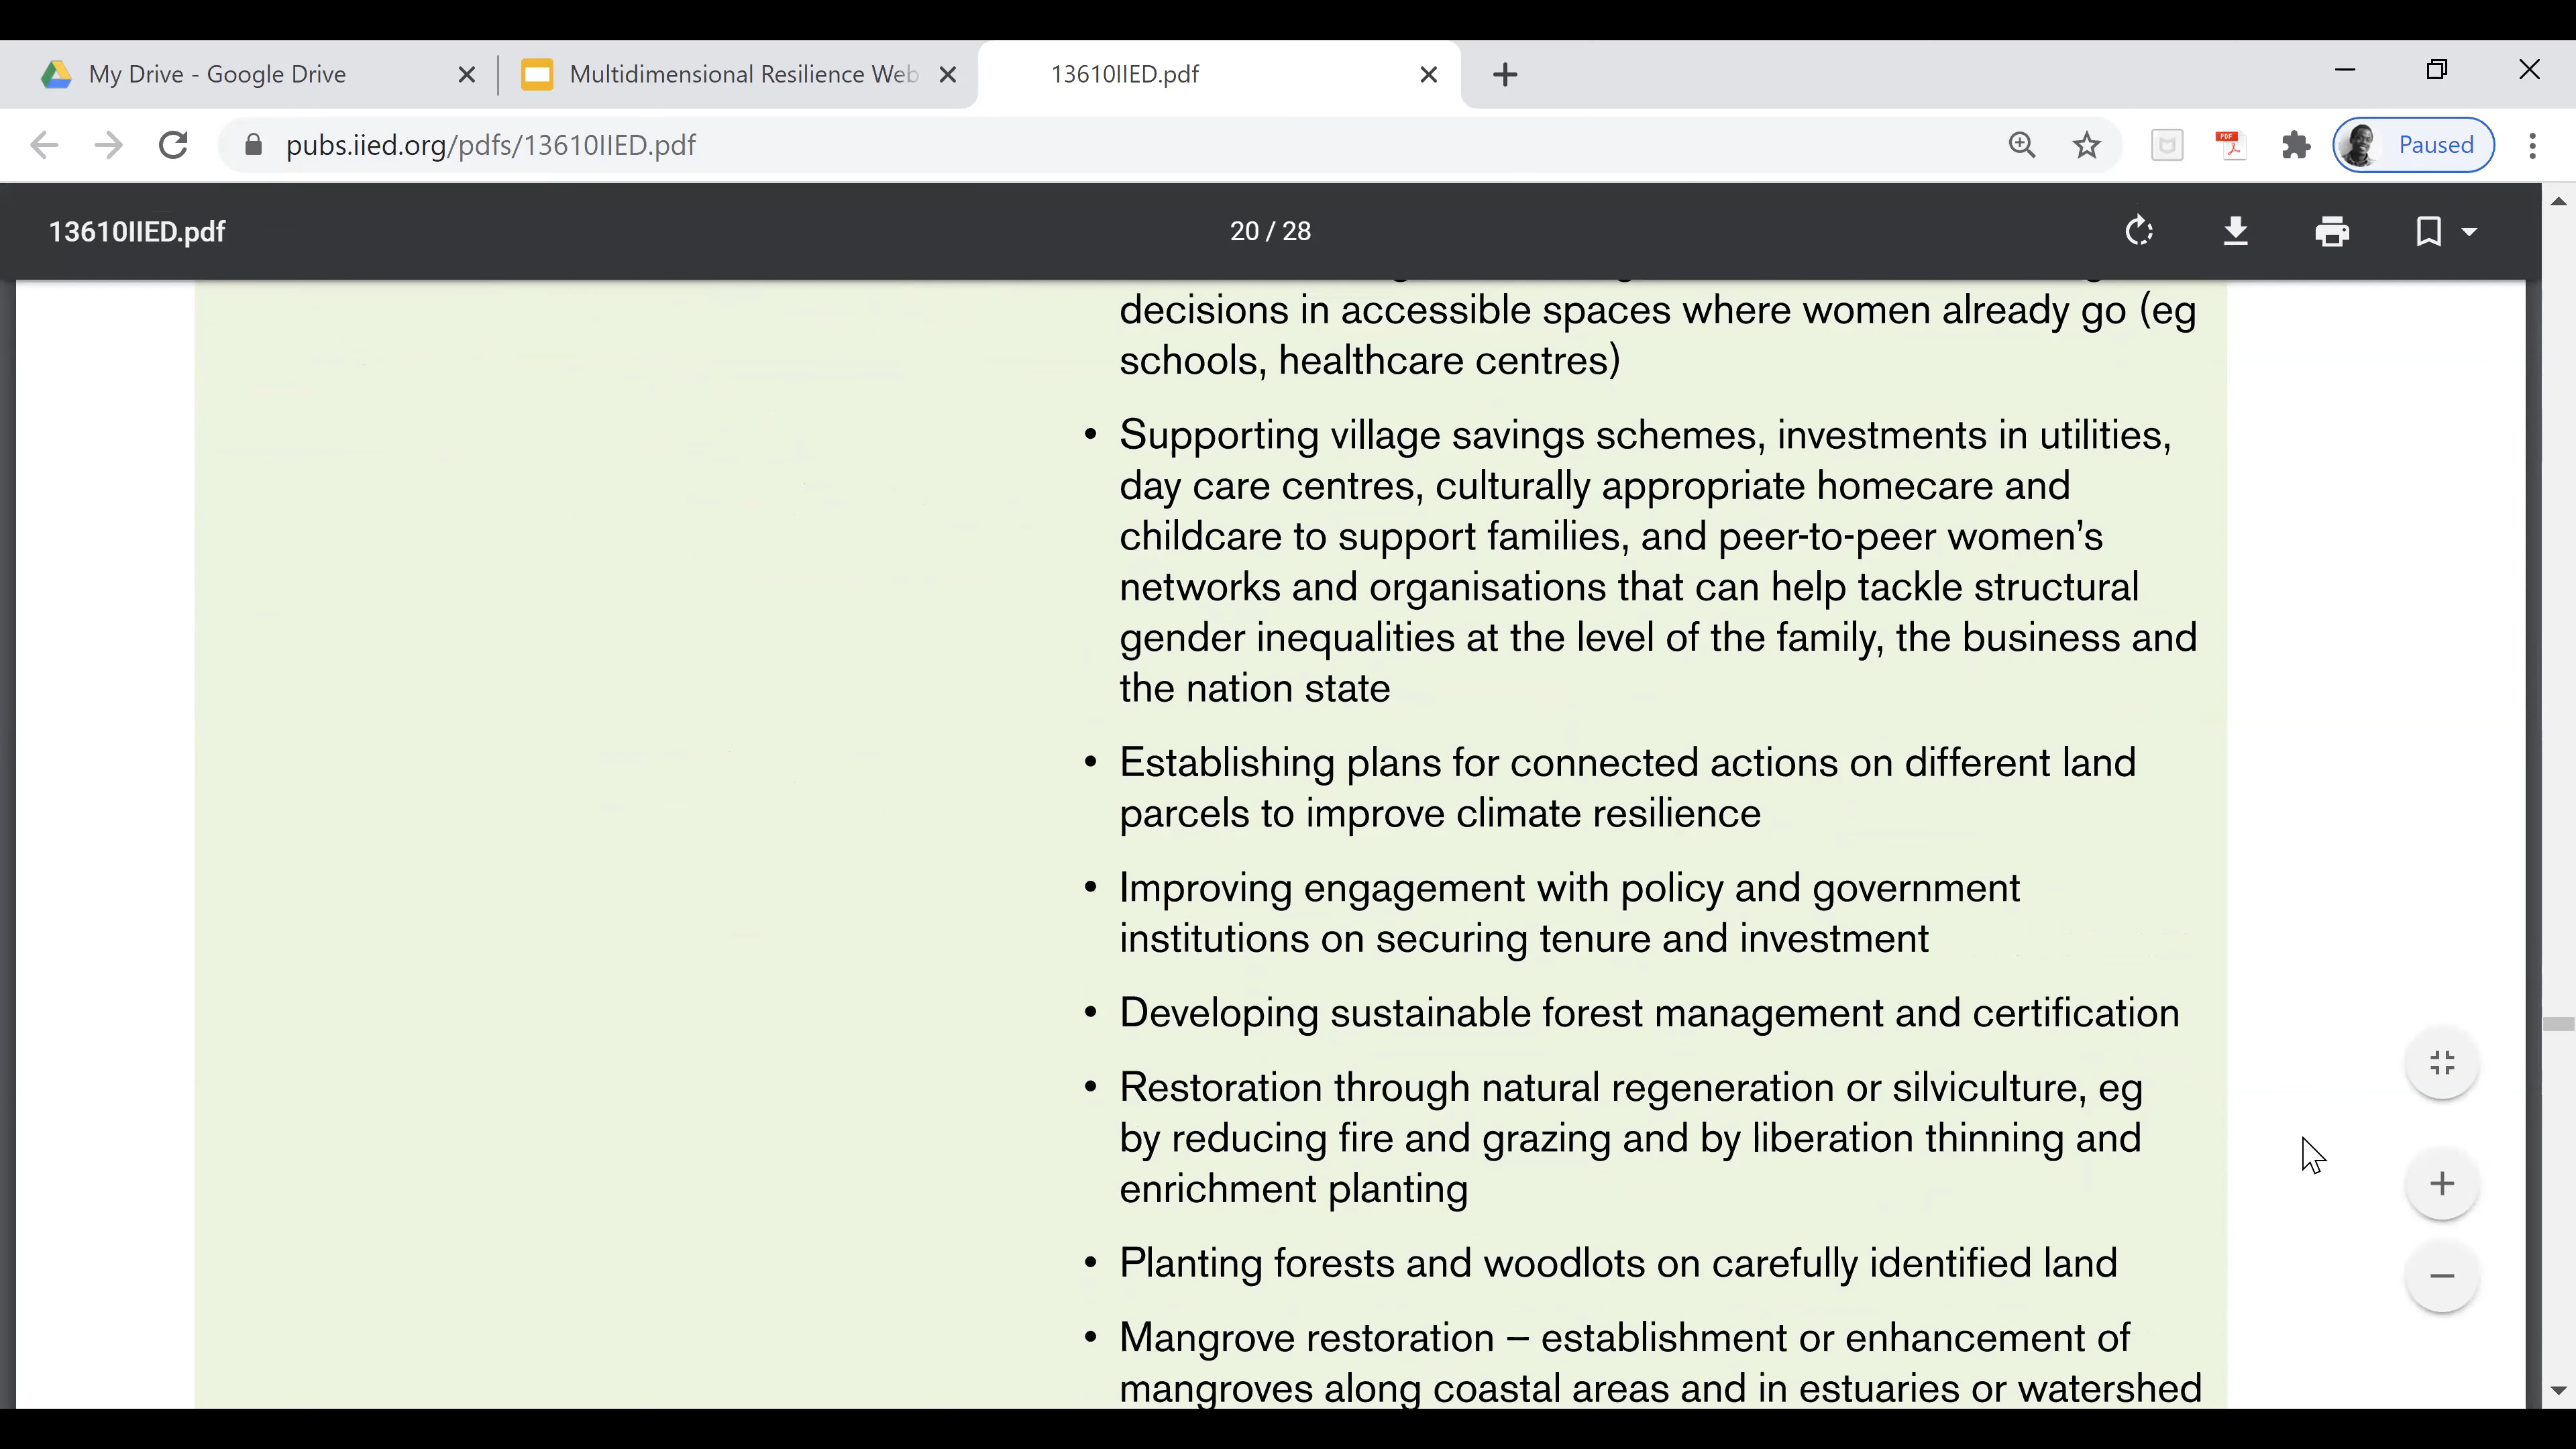 My Drive - Google Drive
Multidimensional Resilience Web
13610IIED.pdf
pubs.iied.org/pdfs/13610IIED.pdf
PDF
Paused
13610IIED.pdf
20 / 28
decisions in accessible spaces where women already go (eg
schools, healthcare centres)
• Supporting village savings schemes, investments in utilities,
day care centres, culturally appropriate homecare and
childcare to support families, and peer-to-peer women’s
networks and organisations that can help tackle structural
gender inequalities at the level of the family, the business and
the nation state
• Establishing plans for connected actions on different land
parcels to improve climate resilience
• Improving engagement with policy and government
institutions on securing tenure and investment
• Developing sustainable forest management and certification
• Restoration through natural regeneration or silviculture, eg
by reducing fire and grazing and by liberation thinning and
enrichment planting
• Planting forests and woodlots on carefully identified land
• Mangrove restoration – establishment or enhancement of
mangroves along coastal areas and in estuaries or watershed